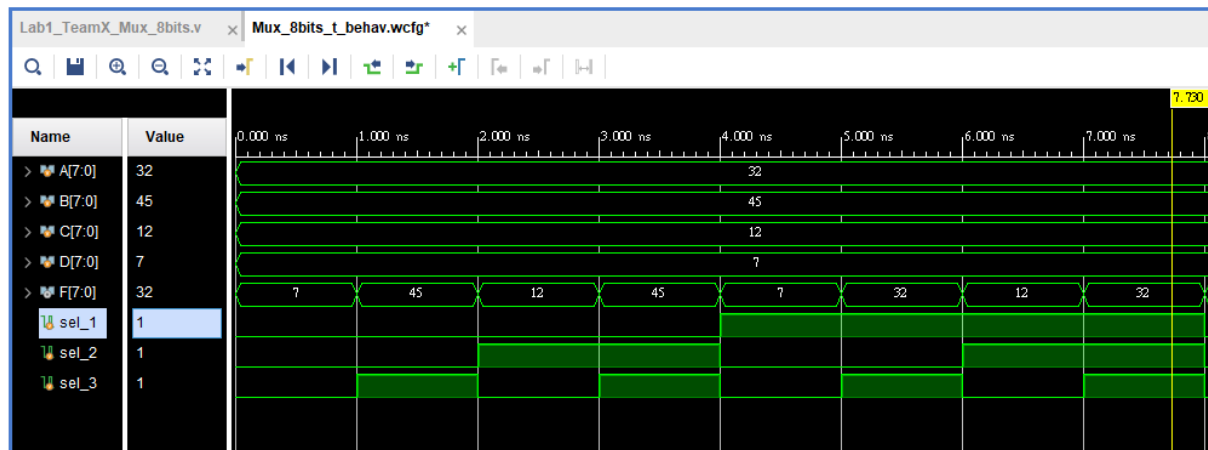 Lab1_TeamX_Mux_8bits.v × Mux_8bits_t_behav.wcfg* ×
7.730
Name Value 0.000 ns 1.000 ns 2.000 ns 3.000 ns 4.000 ns 5.000 ns 6.000 ns 7.000 ns
A[7:0] 32 32
B[7:0] 45 45
C[7:0] 12 12
D[7:0] 7 7
F[7:0] 32 7 45 12 45 7 32 12 32
sel_1 1
sel_2 1
sel_3 1